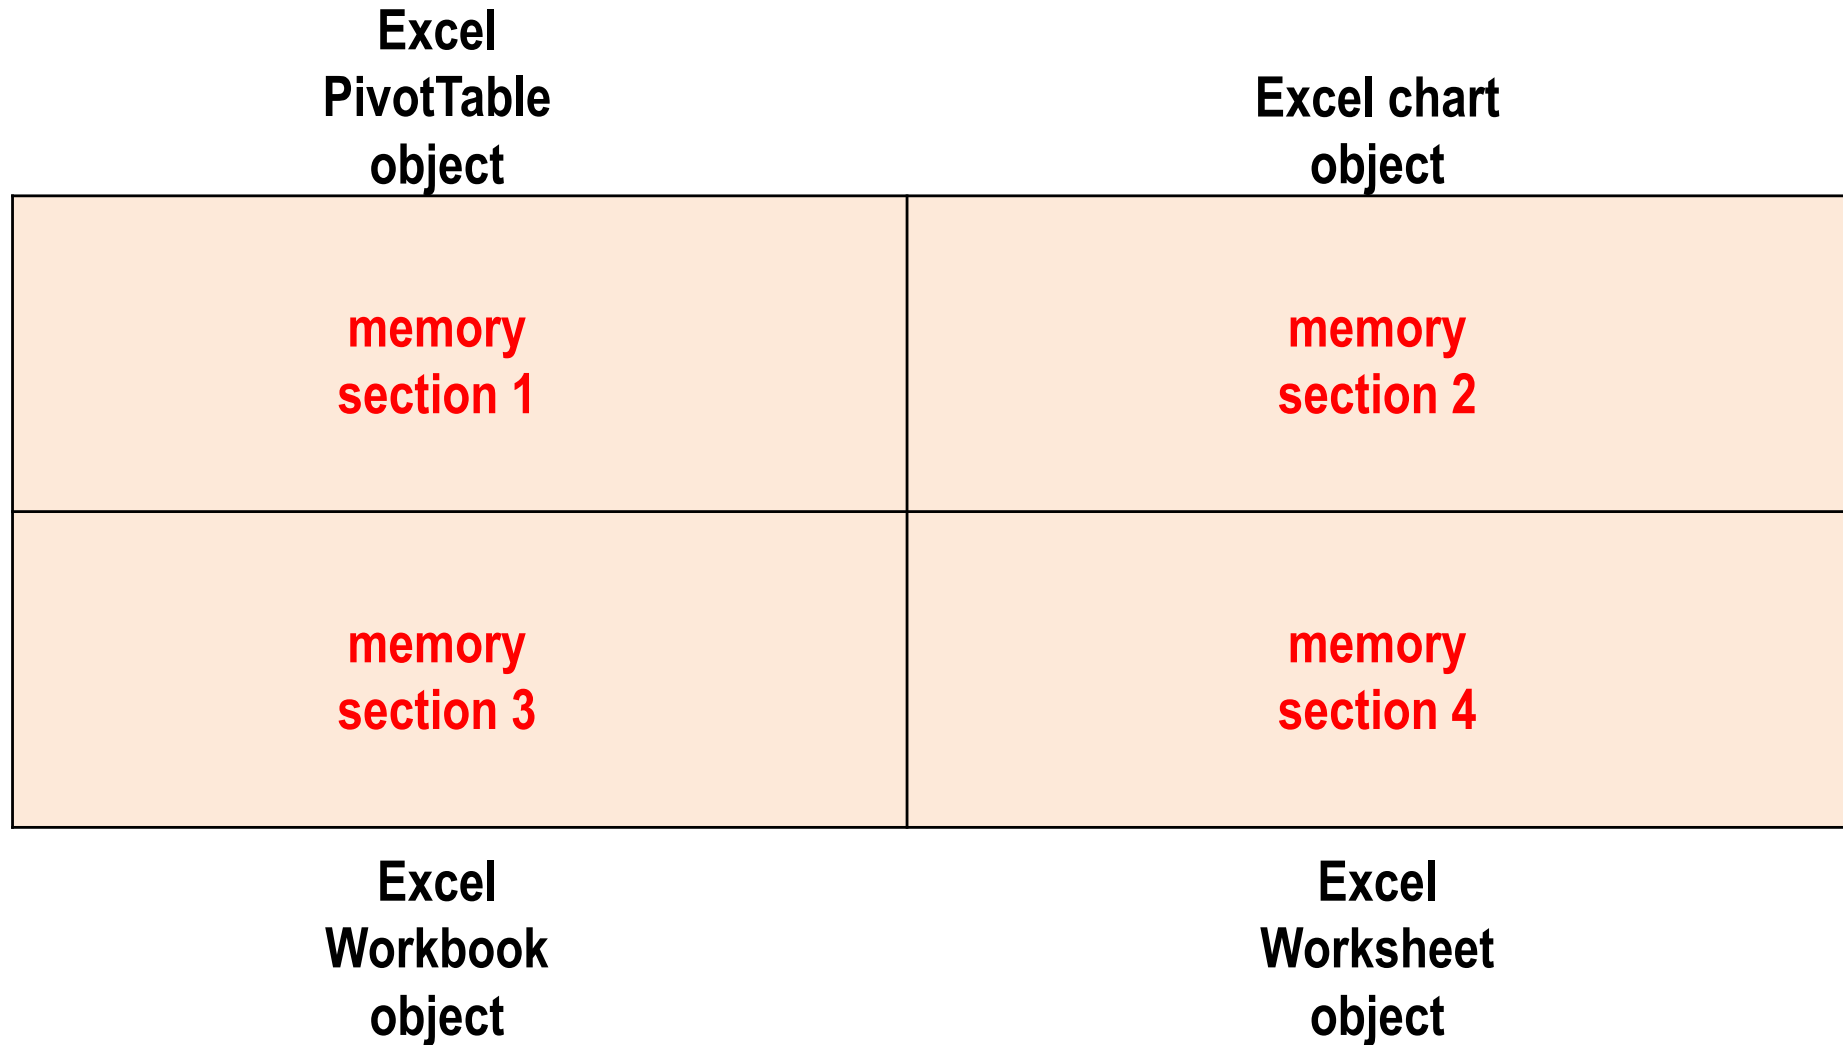 Excel
PivotTable
object
Excel chart
object
memory
section 1
memory
section 2
memory
section 3
memory
section 4
Excel
Workbook
object
Excel
Worksheet
object